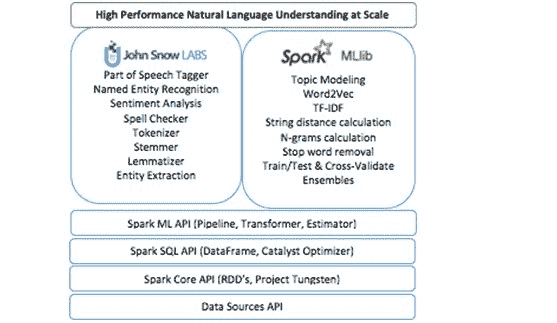 High Performance Natural Language Understanding at Scale
John Snow LABS
Part of Speech Tagger
Named Entity Recognition
Sentiment Analysis
Spell Checker
Tokenizer
Stemmer
Lemmatizer
Entity Extraction
Spark MLlib
Topic Modeling
Word2Vec
TF-IDF
String distance calculation
N-grams calculation
Stop word removal
Train/Test & Cross-Validate
Ensembles
Spark ML API (Pipeline, Transformer, Estimator)
Spark SQL API (DataFrame, Catalyst Optimizer)
Spark Core API (RDD's, Project Tungsten)
Data Sources API